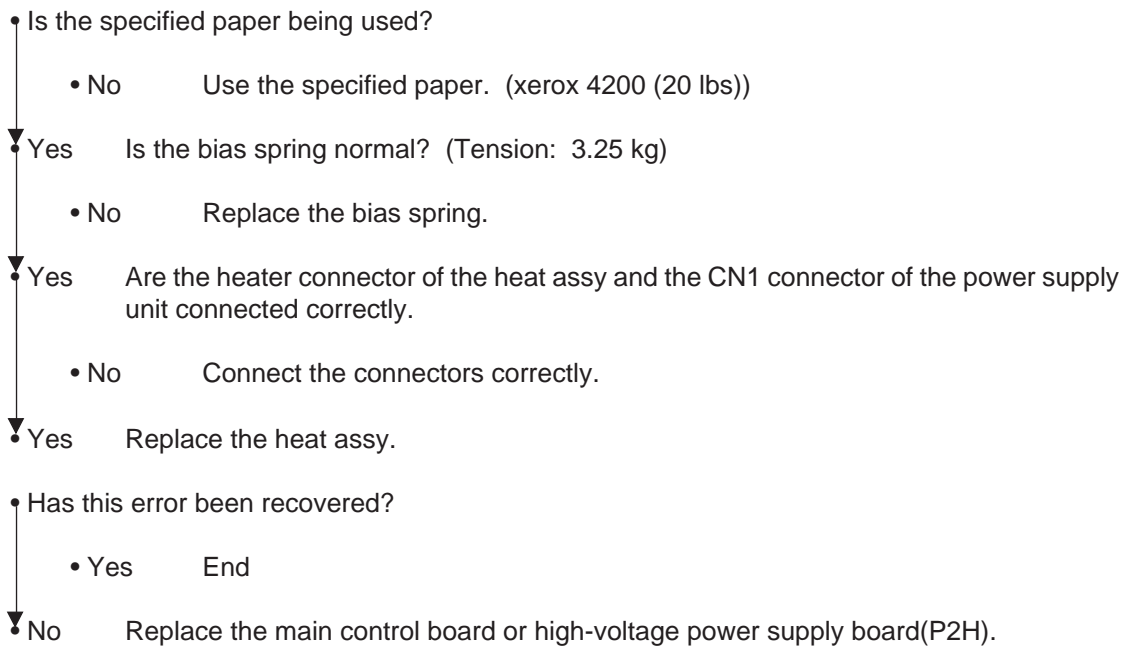 • Is the specified paper being used?
• No Use the specified paper. (xerox 4200 (20 lbs))
• Yes Is the bias spring normal? (Tension: 3.25 kg)
• No Replace the bias spring.
• Yes Are the heater connector of the heat assy and the CN1 connector of the power supply
unit connected correctly.
• No Connect the connectors correctly.
• Yes Replace the heat assy.
• Has this error been recovered?
• Yes End
• No Replace the main control board or high-voltage power supply board(P2H).